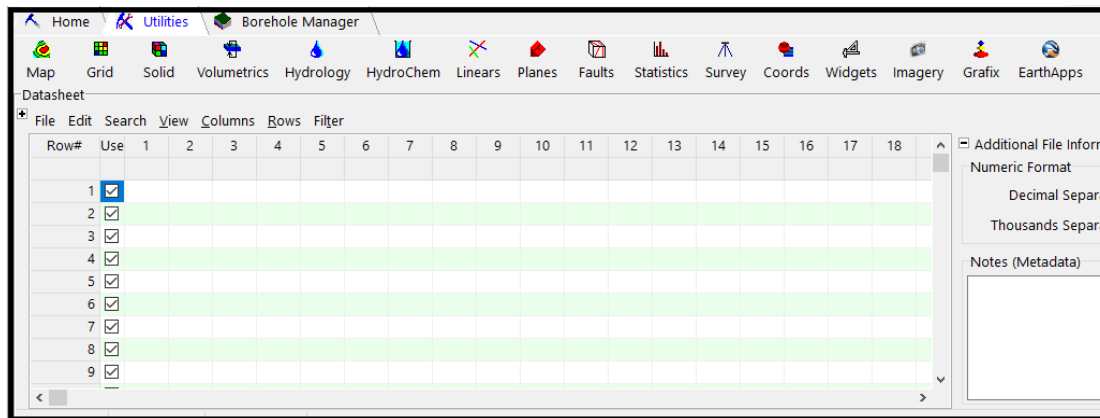 Home Utilities Borehole Manager
Map Grid Solid Volumetrics Hydrology HydroChem Linears Planes Faults Statistics Survey Coords Widgets Imagery Grafix EarthApps
Datasheet
File Edit Search View Columns Rows Filter
Row# Use 1 2 3 4 5 6 7 8 9 10 11 12 13 14 15 16 17 18
Additional File Inforr
Numeric Format
1
Decimal Separa
2
Thousands Separa
3
4
Notes (Metadata)
5
6
7
8
9